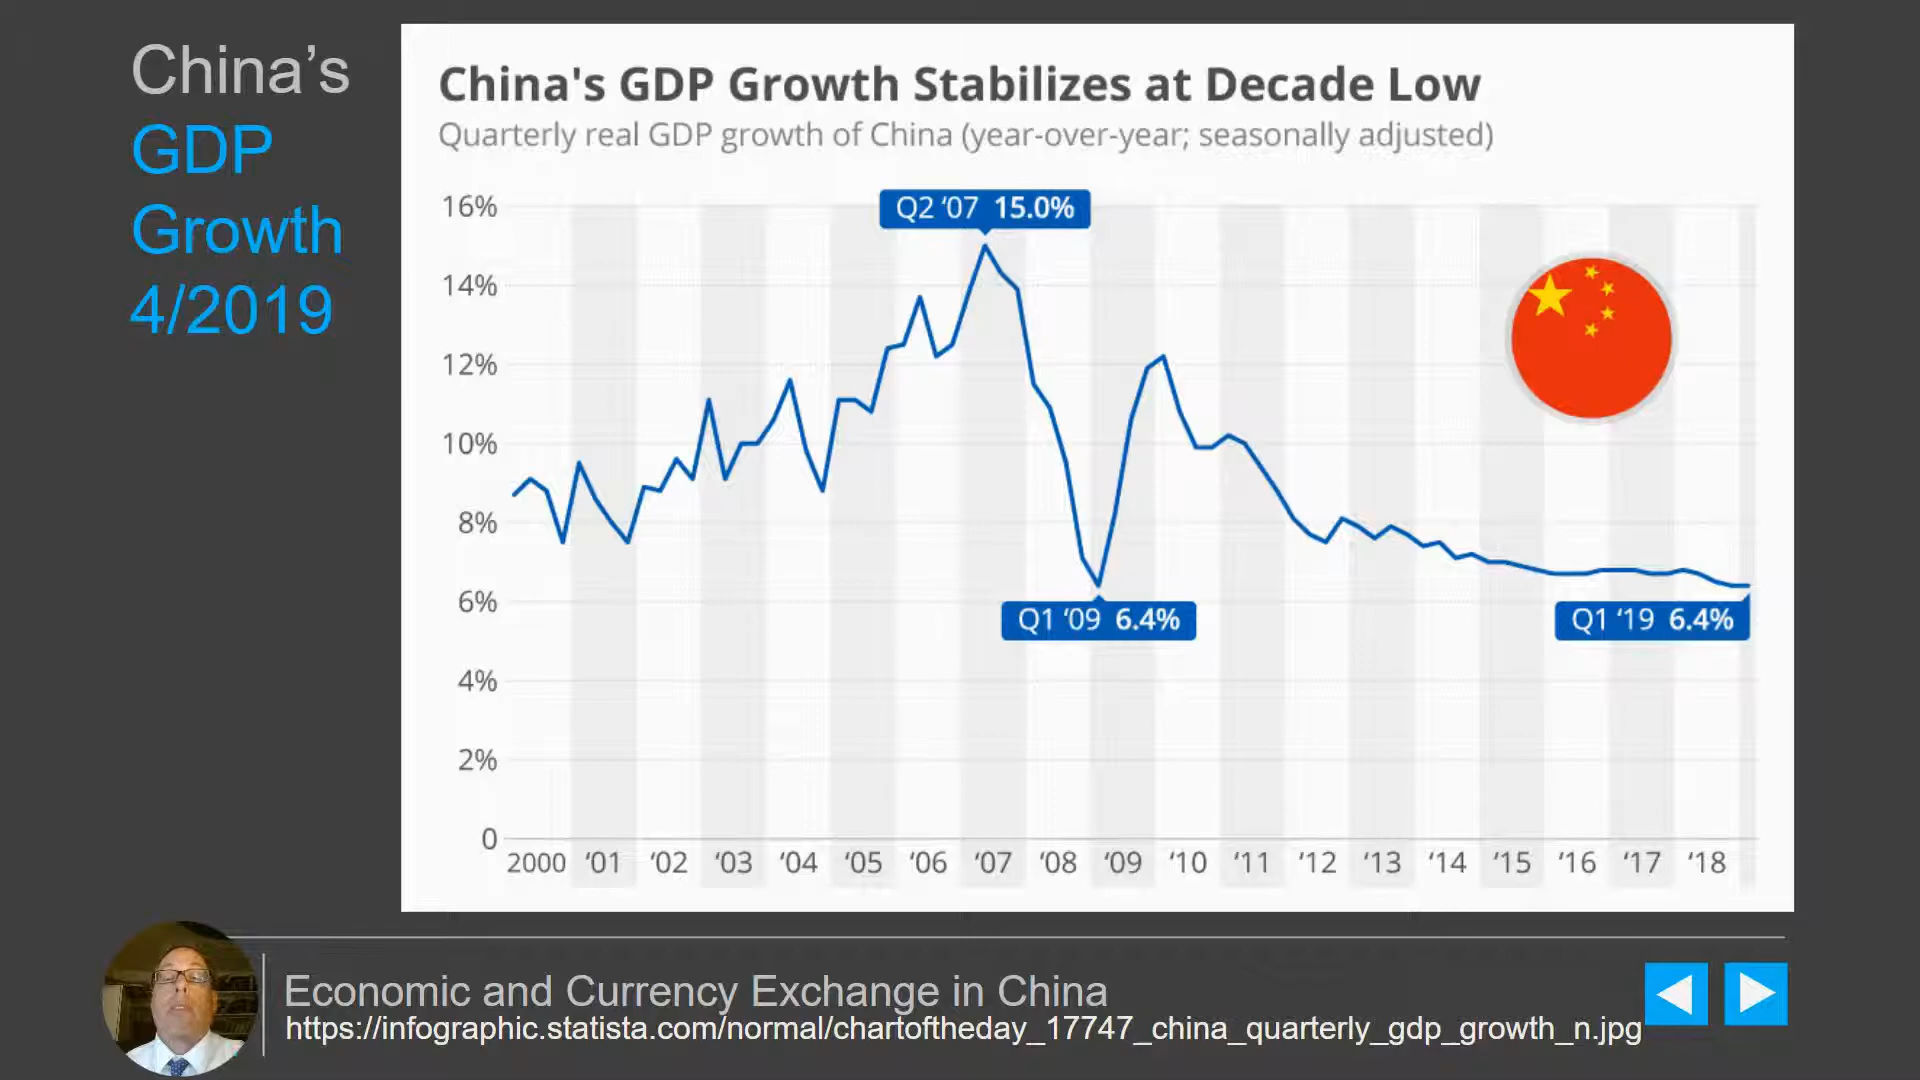 China’s
GDP
Growth
4/2019
China's GDP Growth Stabilizes at Decade Low
Quarterly real GDP growth of China (year-over-year; seasonally adjusted)
16%
14%
12%
10%
8%
6%
4%
2%
0
Q2 ‘07 15.0%
Q1 ‘09 6.4%
Q1 ‘19 6.4%
2000 ‘01 ‘02 ‘03 ‘04 ‘05 ‘06 ‘07 ‘08 ‘09 ‘10 ‘11 ‘12 ‘13 ‘14 ‘15 ‘16 ‘17 ‘18
Economic and Currency Exchange in China
https://infographic.statista.com/normal/chartoftheday_17747_china_quarterly_gdp_growth_n.jpg